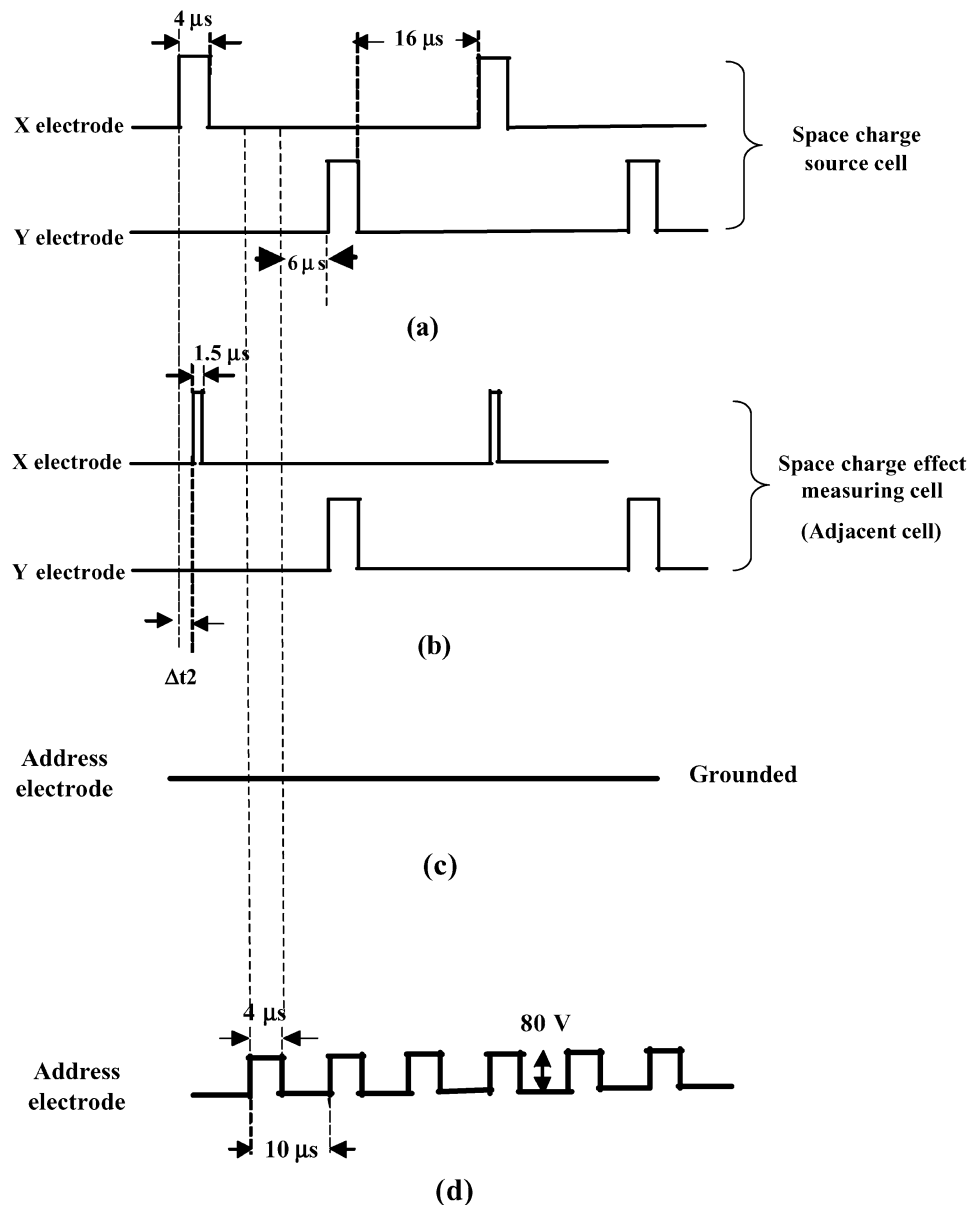 4 μs
16 μs
X electrode
Space charge
source cell
Y electrode
6 μs
(a)
1.5 μs
X electrode
Space charge effect
measuring cell
(Adjacent cell)
Y electrode
(b)
Δt2
Address
electrode
Grounded
(c)
4 μs
80 V
Address
electrode
10 μs
(d)